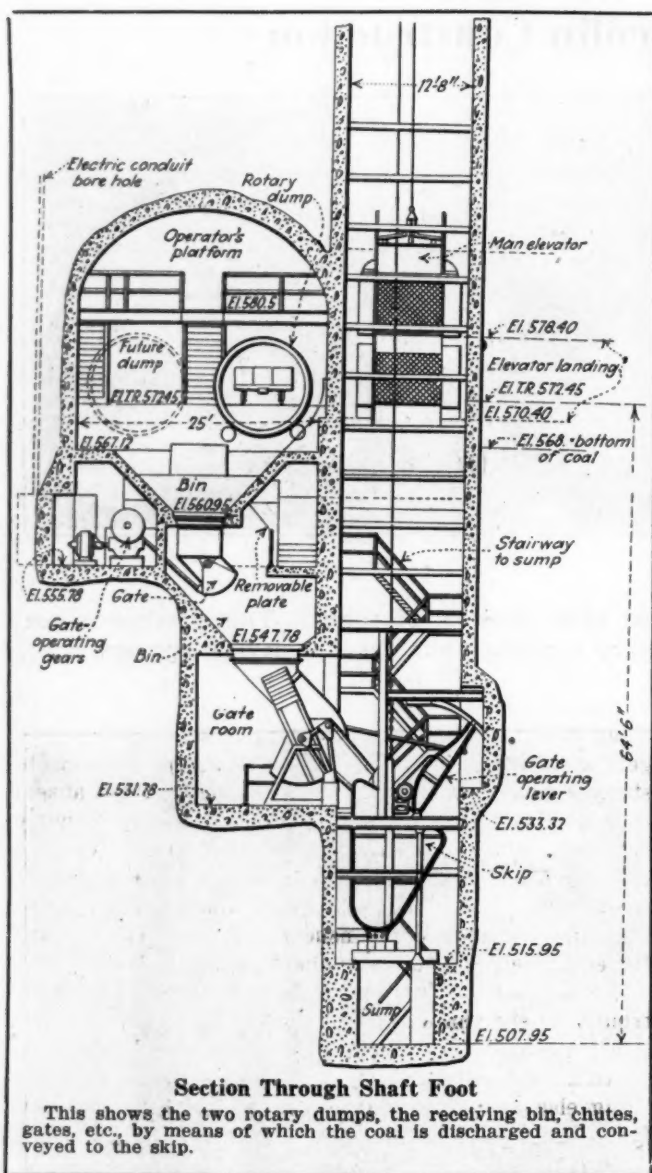 12'-8"
Electric conduit
bore hole
Rotary
dump
Operator's
platform
Man elevator
El.580.5
El.578.40
Future
dump
Elevator landing
El.T.R.572.45
El.T.R.572.45
25'
El.570.40
El.567.12
El.568. bottom
of coal
Bin
El.560.95
Stairway
to sump
El.555.78
Gate
Removable
plate
Gate-
operating
gears
El.547.78
Bin
Gate
room
64'-6"
Gate
operating
lever
El.531.78
El.533.32
Skip
El.515.95
Sump
El.507.95
Section Through Shaft Foot
This shows the two rotary dumps, the receiving bin, chutes,
gates, etc., by means of which the coal is discharged and con-
veyed to the skip.